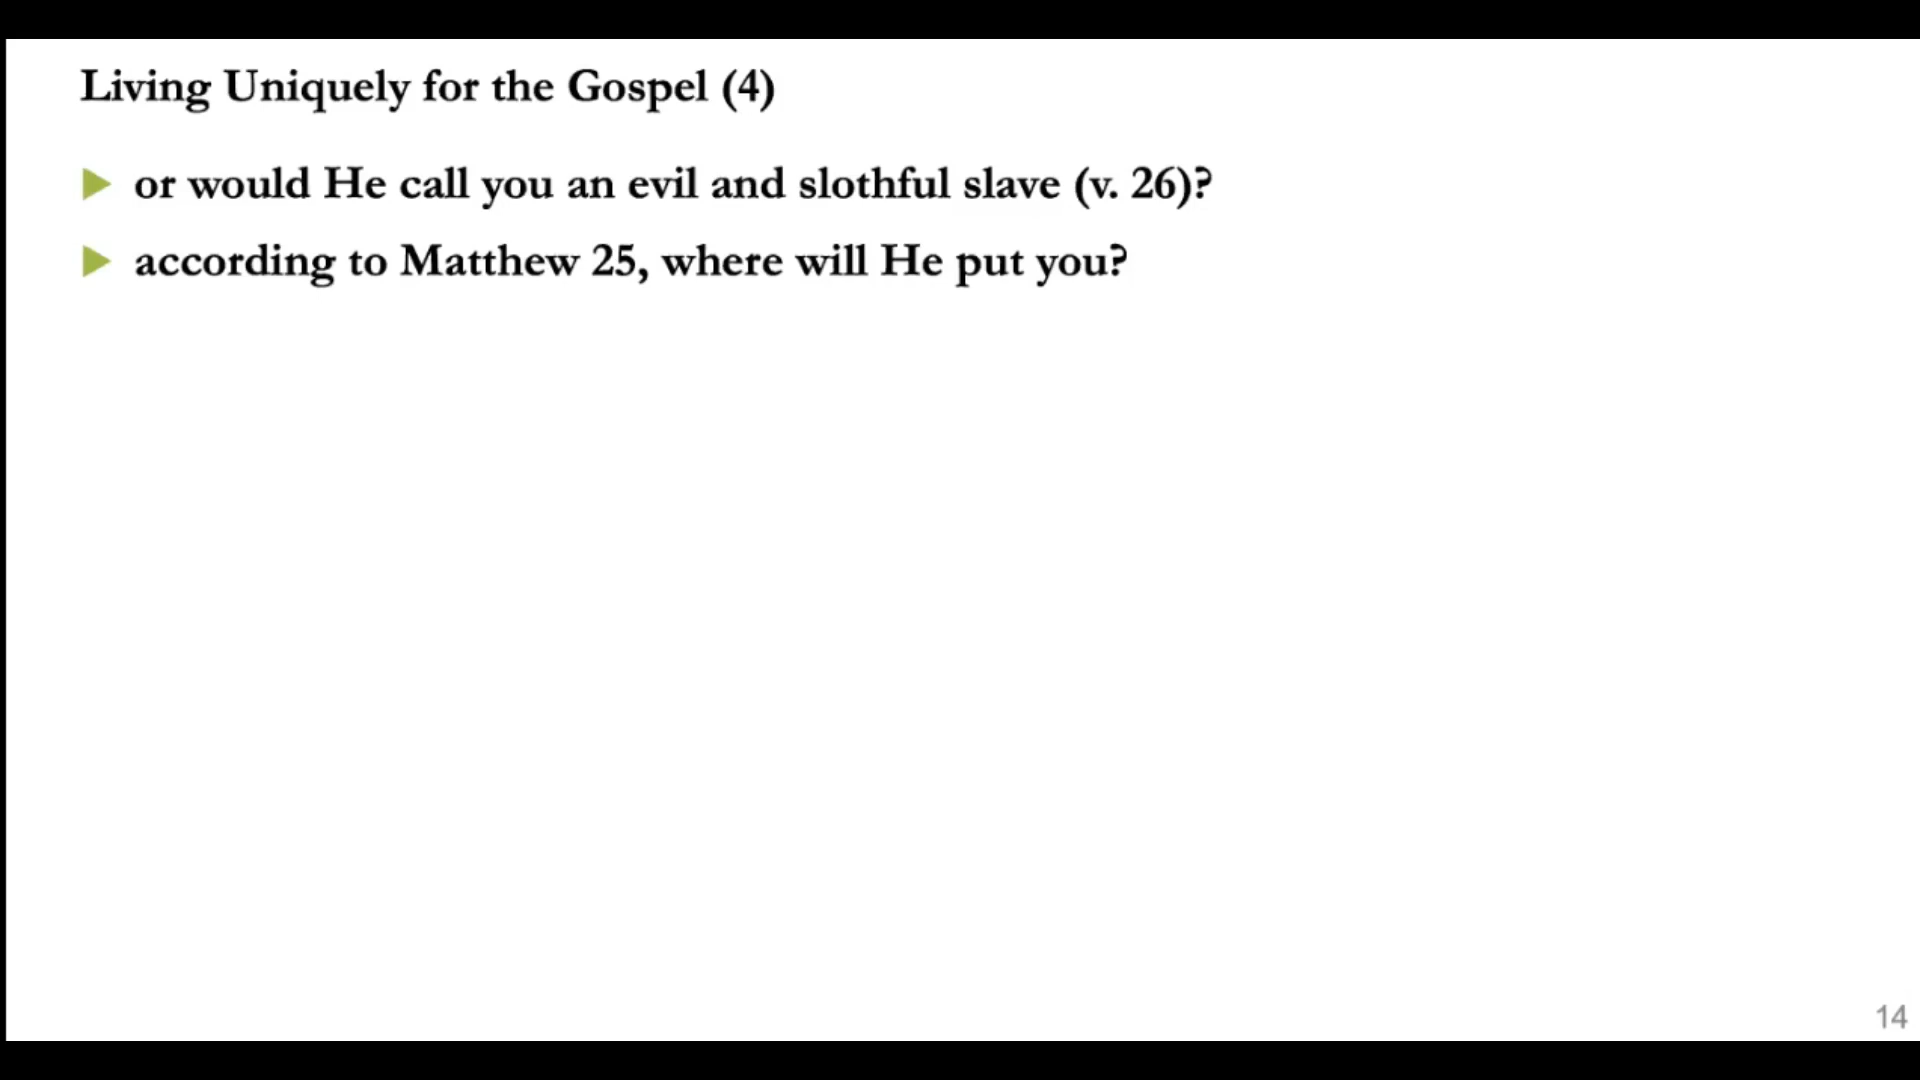 Living Uniquely for the Gospel (4)
or would He call you an evil and slothful slave (v. 26)?
according to Matthew 25, where will He put you?
14